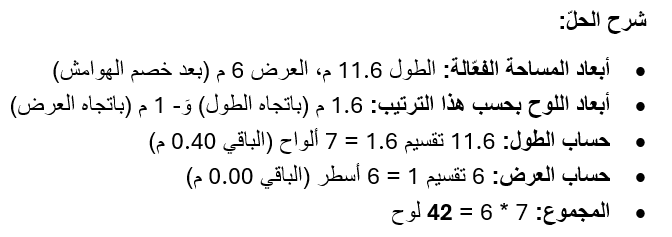 شرح الحلّ:
• أبعاد المساحة الفعّالة: الطول 11.6 م، العرض 6 م (بعد خصم الهوامش)
• أبعاد اللوح بحسب هذا الترتيب: 1.6 م (باتجاه الطول) وَ- 1 م (باتجاه العرض)
• حساب الطول: 11.6 تقسيم 1.6 = 7 ألواح (الباقي 0.40 م)
• حساب العرض: 6 تقسيم 1 = 6 أسطر (الباقي 0.00 م)
• المجموع: 7 * 6 = 42 لوح